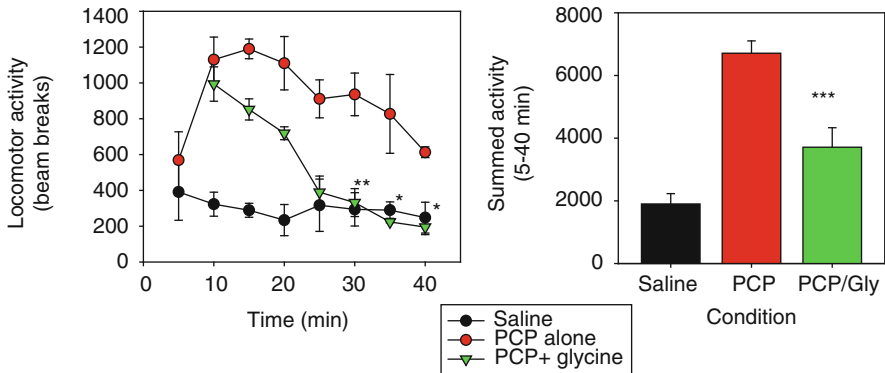 Locomotor activity
(beam breaks)
1400
1200
1000
800
600
400
200
0
**
*
*
0
10
20
30
40
Time (min)
Summed activity
(5-40 min)
8000
6000
4000
2000
0
***
Saline
PCP
PCP/Gly
Condition
Saline
PCP alone
PCP+ glycine